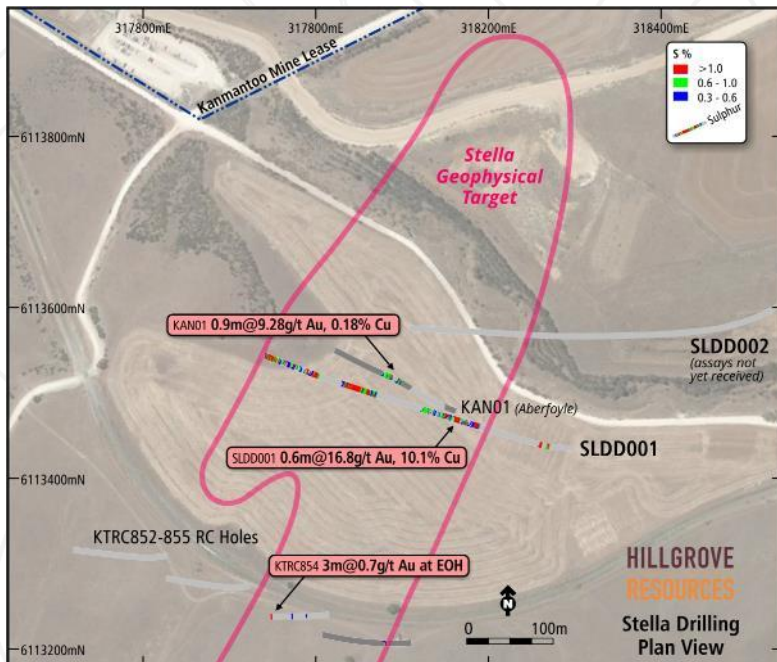 317800mE
317800mE
318200mE
318400mE
Kanmantoo Mine Lease
S %
>1.0
0.6 - 1.0
0.3 - 0.6
Sulphur
6113800mN
Stella
Geophysical
Target
6113600mN
KAN01 0.9m@9.28g/t Au, 0.18% Cu
SLDD002
(assays not
yet received)
KAN01 (Aberfoyle)
SLDD001
SLDD001 0.6m@16.8g/t Au, 10.1% Cu
6113400mN
KTRC852-855 RC Holes
KTRC854 3m@0.7g/t Au at EOH
HILLGROVE
RESOURCES
N
0 100m
Stella Drilling
Plan View
6113200mN